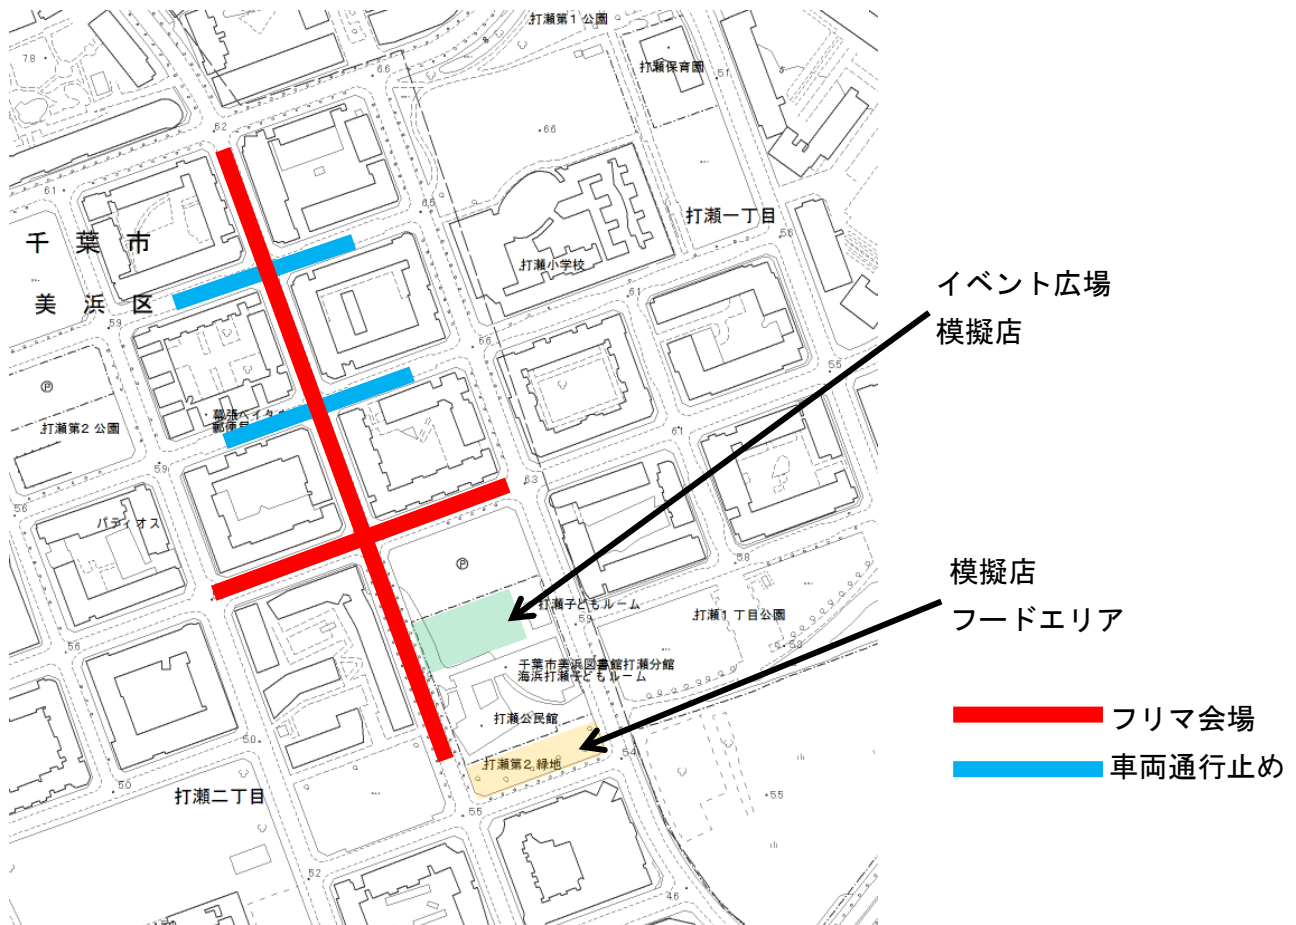 打瀬第1 公園
打瀬保育園
78
66
51
62
66
61
65
打瀬一丁目
56
千 葉 市
打瀬小学校
イベント広場
模擬店
美 浜 区
59
61
66
55
P
打瀬第2 公園
幕張ベイタウン
郵便局
61
59
63
56
パティオス
P
58
模擬店
フードエリア
打瀬子どもルーム
打瀬1 丁目公園
59
56
53
千葉市美浜図書館打瀬分館
海浜打瀬子どもルーム
打瀬公民館
フリマ会場
50
54
打瀬第2 緑地
車両通行止め
50
打瀬二丁目
55
55
52
46